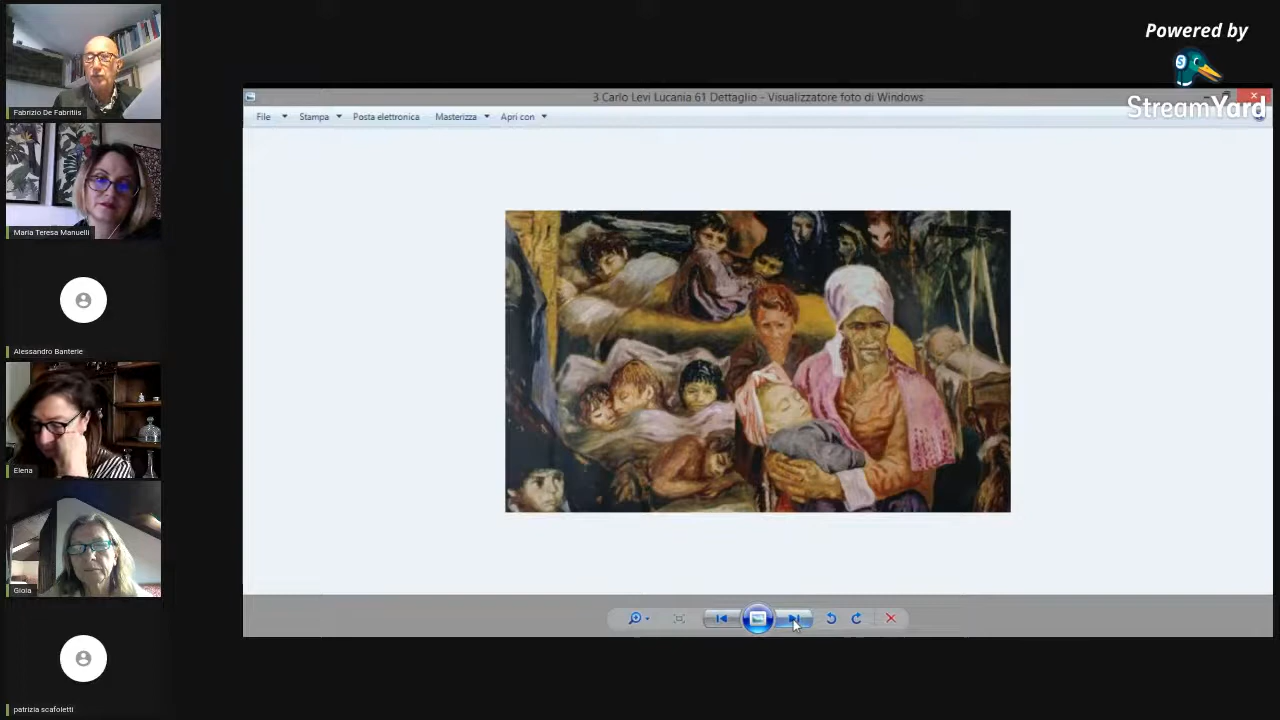 Powered by
StreamYard
3 Carlo Levi Lucania 61 Dettaglio - Visualizzatore foto di Windows
File
Stampa
Posta elettronica
Masterizza
Apri con
Fabrizio De Fabritiis
Maria Teresa Manuelli
Alessandro Banterle
Elena
Gioia
patrizia scafoletti